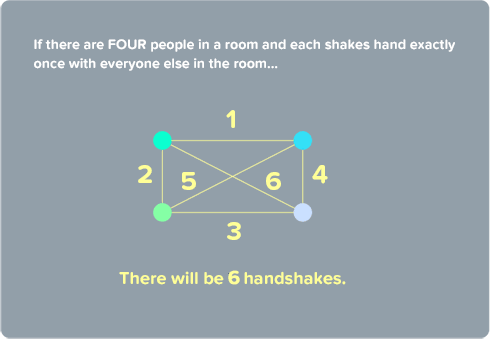 If there are FOUR people in a room and each shakes hand exactly
once with everyone else in the room...
1
2
5
6
4
3
There will be 6 handshakes.